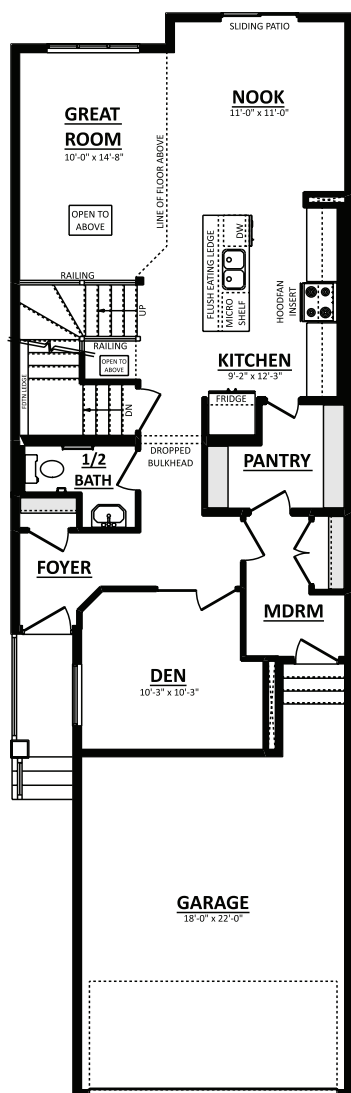 SLIDING PATIO
NOOK
11'-0" x 11'-0"
GREAT
ROOM
10'-0" x 14'-8"
LINE OF FLOOR ABOVE
OPEN TO
ABOVE
DW
FLUSH EATING LEDGE
MICRO
SHELF
HOODFAN
INSERT
RAILING
UP
RAILING
OPEN TO
ABOVE
KITCHEN
9'-2" x 12'-3"
FDTN LEDGE
DN
FRIDGE
DROPPED
BULKHEAD
1/2
BATH
PANTRY
FOYER
MDRM
DEN
10'-3" x 10'-3"
GARAGE
18'-0" x 22'-0"